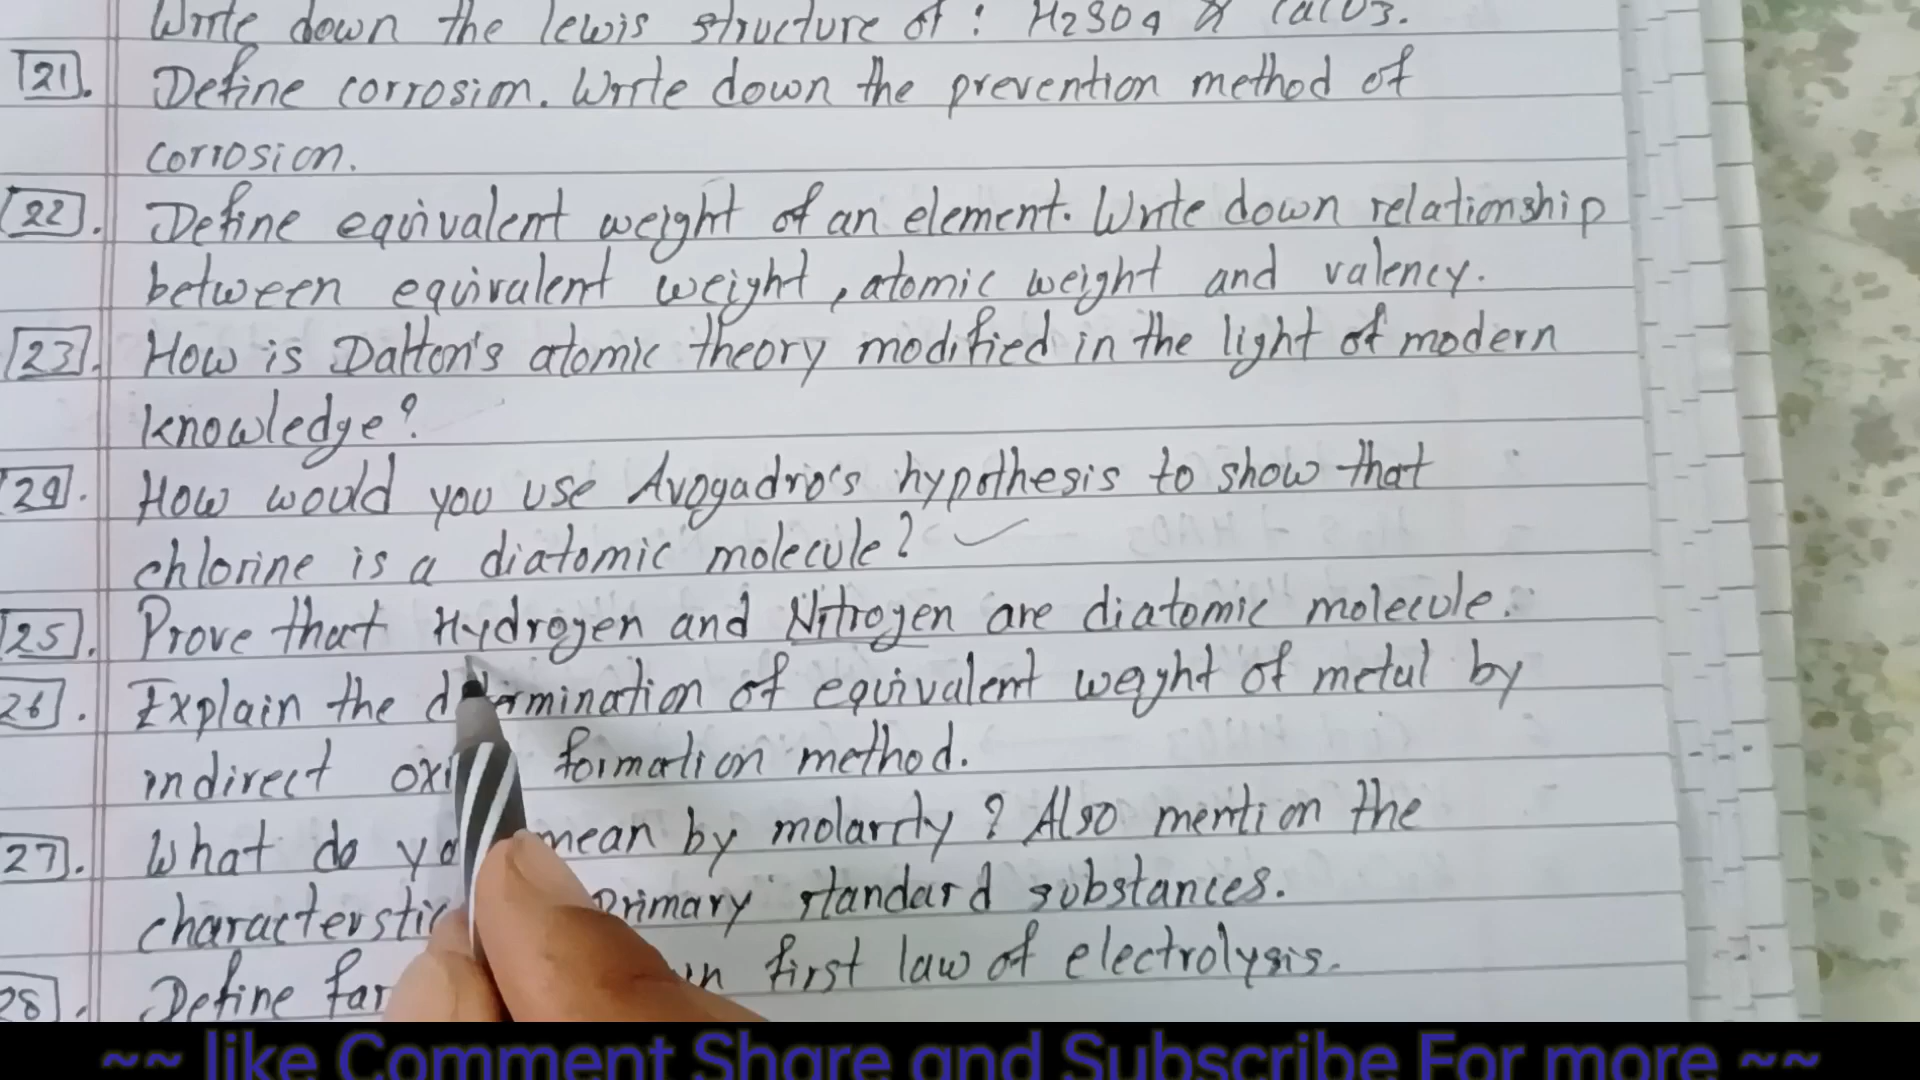 Write down the lewis structure of : H2SO4 & CaCO3.
21. Define corrosion. Write down the prevention method of
corrosion.
22. Define equivalent weight of an element. Write down relationship
between equivalent weight, atomic weight and valency.
23. How is Dalton's atomic theory modified in the light of modern
knowledge?
24. How would you use Avogadro's hypothesis to show that
chlorine is a diatomic molecule?
25. Prove that Hydrogen and Nitrogen are diatomic molecule.
26. Explain the determination of equivalent weight of metal by
indirect oxi formation method.
27. What do yo mean by molarity? Also mention the
characterstic primary standard substances.
28. Define far first law of electrolysis.
~~ like Comment Share and Subscribe For more ~~